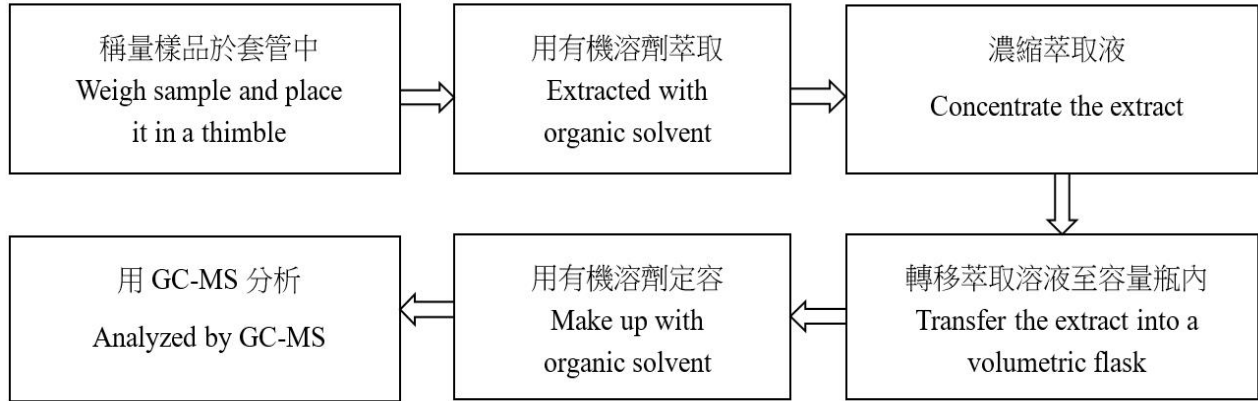 稱量樣品於套管中
Weigh sample and place
it in a thimble
用有機溶劑萃取
Extracted with
organic solvent
濃縮萃取液
Concentrate the extract
轉移萃取溶液至容量瓶內
Transfer the extract into a
volumetric flask
用有機溶劑定容
Make up with
organic solvent
用 GC-MS 分析
Analyzed by GC-MS